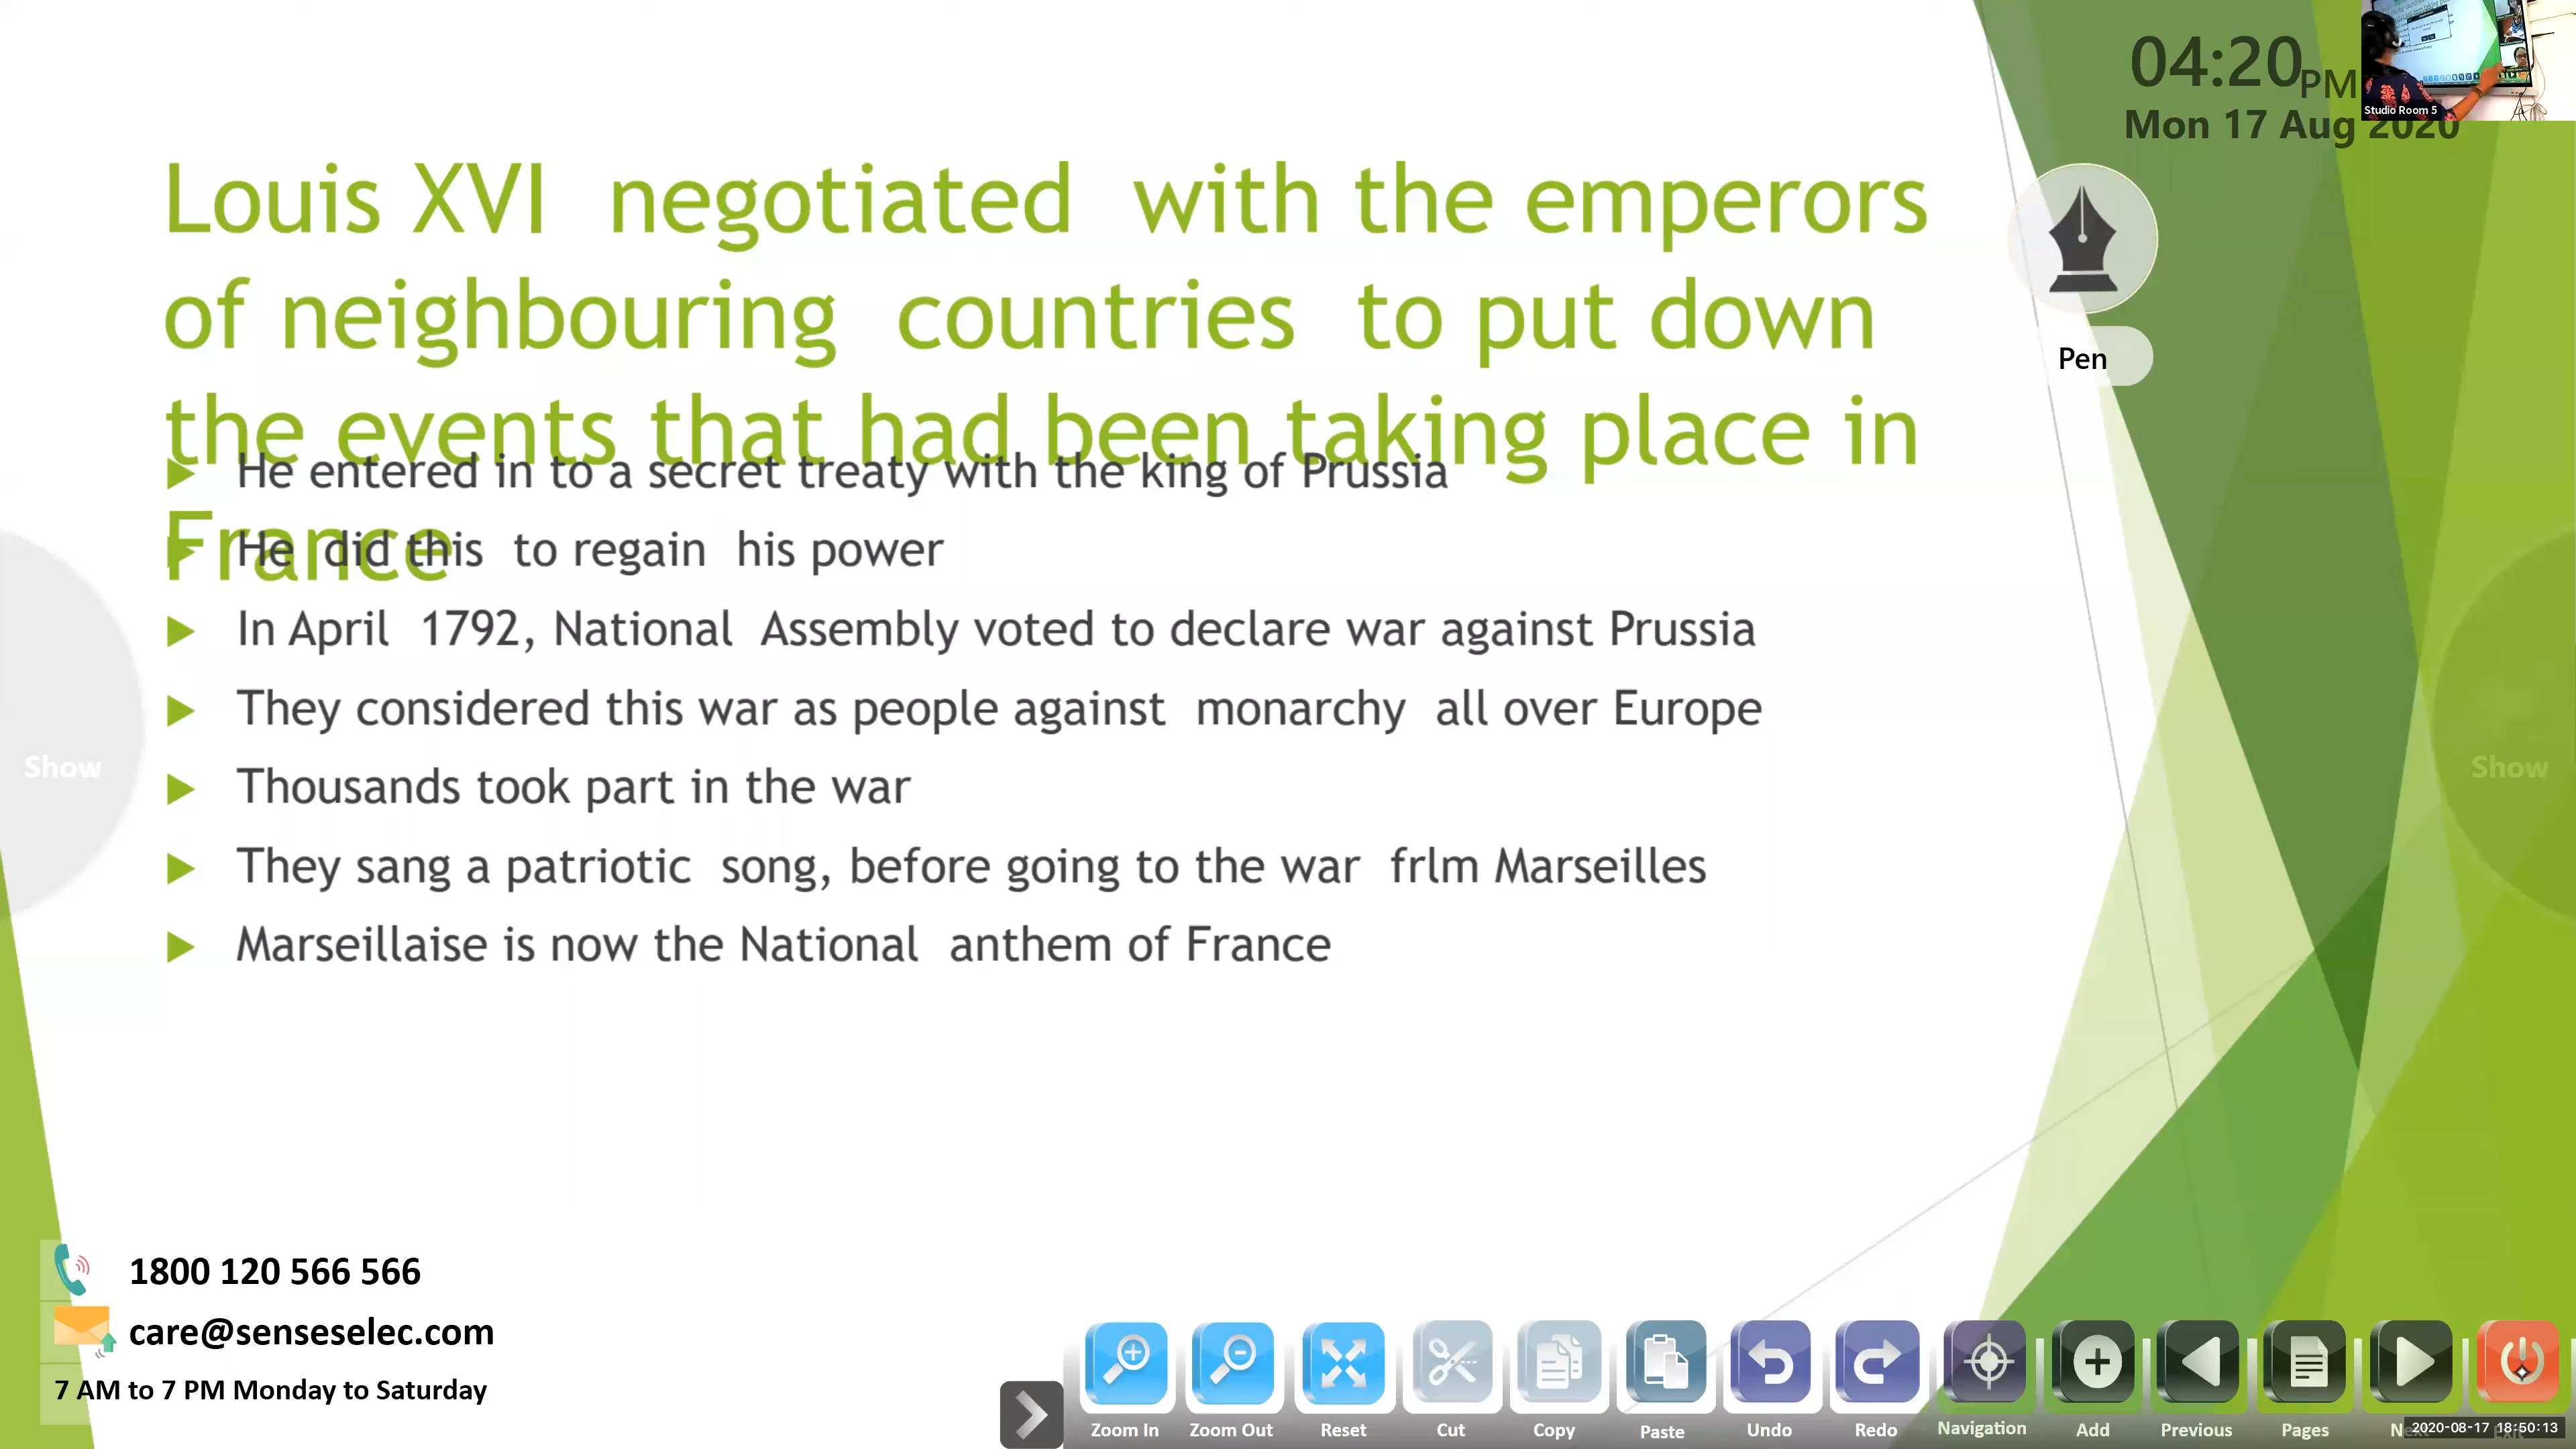 04:20 PM
Mon 17 Aug 2020
Studio Room 5
Louis XVI negotiated with the emperors
of neighbouring countries to put down
the events that had been taking place in
France
Pen
He entered in to a secret treaty with the king of Prussia
He did this to regain his power
In April 1792, National Assembly voted to declare war against Prussia
They considered this war as people against monarchy all over Europe
Thousands took part in the war
They sang a patriotic song, before going to the war frlm Marseilles
Marseillaise is now the National anthem of France
Show
Show
1800 120 566 566
care@senseselec.com
7 AM to 7 PM Monday to Saturday
Zoom In Zoom Out Reset Cut Copy Paste Undo Redo Navigation Add Previous Pages
2020-08-17 18:50:13